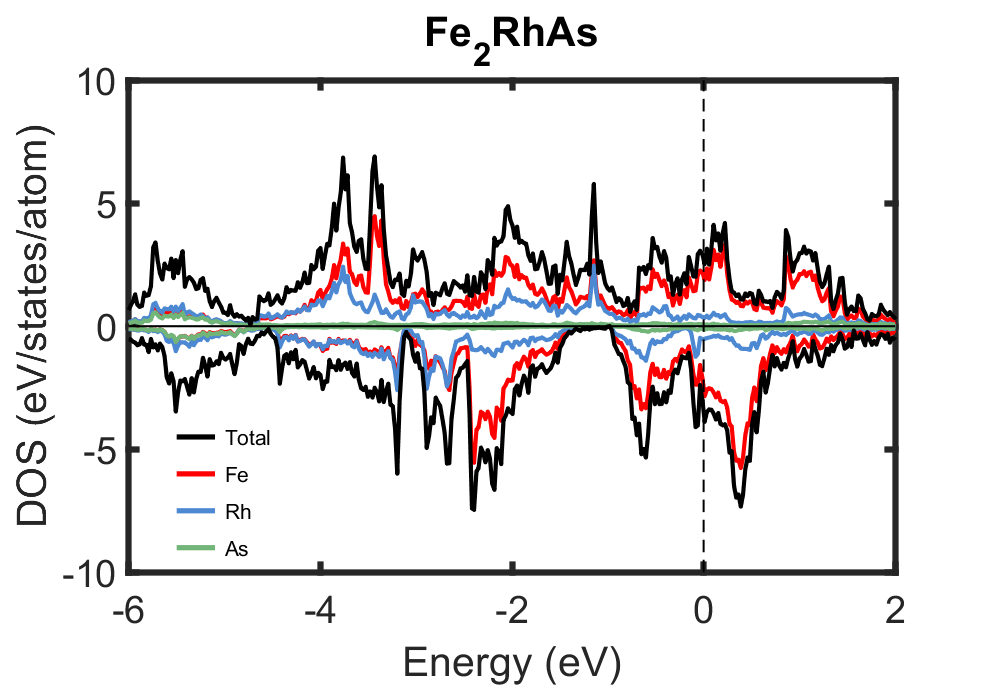 Fe2RhAs
DOS (eV/states/atom)
10
5
0
-5
-10
Total
Fe
Rh
As
-6 -4 -2 0 2
Energy (eV)